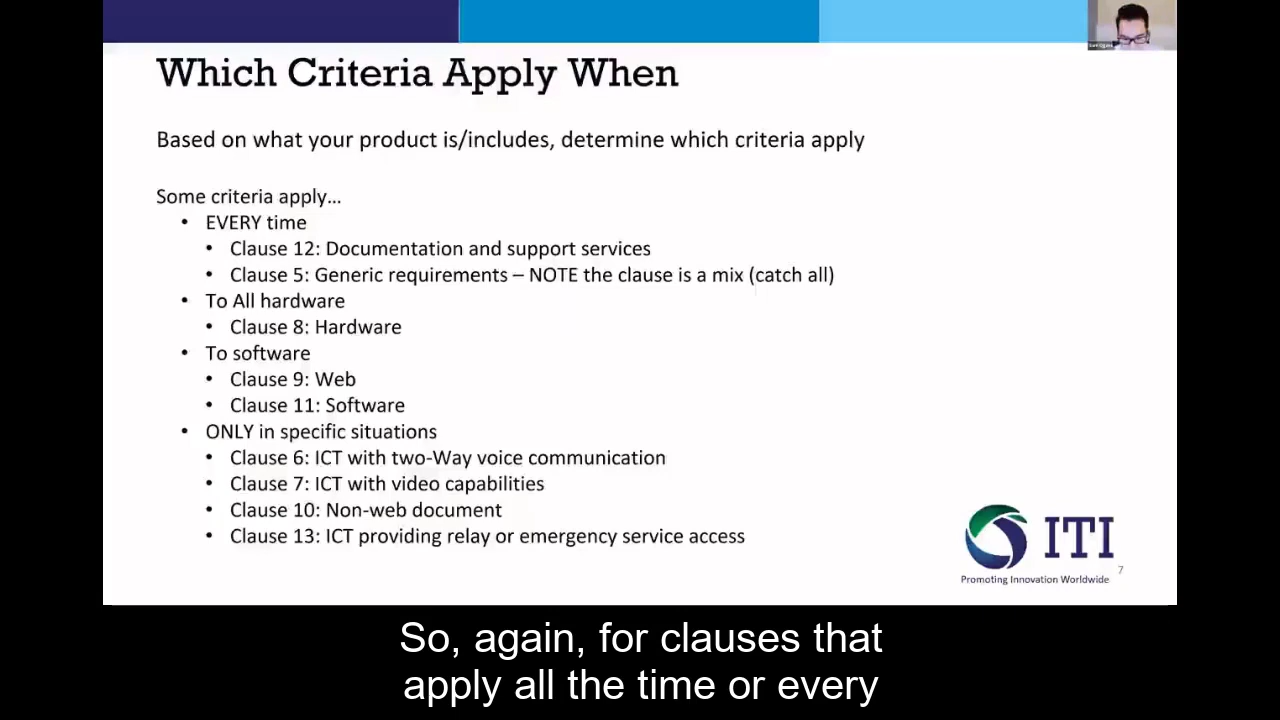 Which Criteria Apply When
Based on what your product is/includes, determine which criteria apply
Some criteria apply...
• EVERY time
• Clause 12: Documentation and support services
• Clause 5: Generic requirements – NOTE the clause is a mix (catch all)
• To All hardware
• Clause 8: Hardware
• To software
• Clause 9: Web
• Clause 11: Software
• ONLY in specific situations
• Clause 6: ICT with two-Way voice communication
• Clause 7: ICT with video capabilities
• Clause 10: Non-web document
• Clause 13: ICT providing relay or emergency service access
ITI
Promoting Innovation Worldwide
7
So, again, for clauses that
apply all the time or every